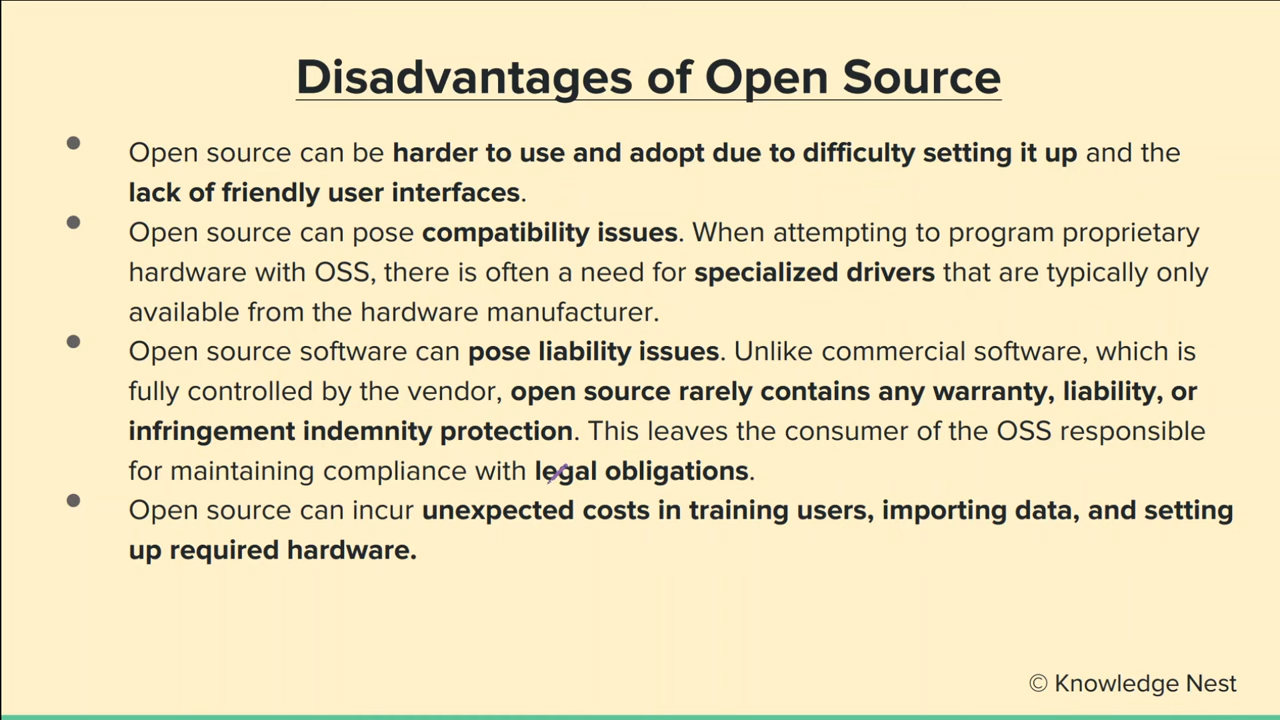 Disadvantages of Open Source
Open source can be harder to use and adopt due to difficulty setting it up and the
lack of friendly user interfaces.
Open source can pose compatibility issues. When attempting to program proprietary
hardware with OSS, there is often a need for specialized drivers that are typically only
available from the hardware manufacturer.
Open source software can pose liability issues. Unlike commercial software, which is
fully controlled by the vendor, open source rarely contains any warranty, liability, or
infringement indemnity protection. This leaves the consumer of the OSS responsible
for maintaining compliance with legal obligations.
Open source can incur unexpected costs in training users, importing data, and setting
up required hardware.
© Knowledge Nest